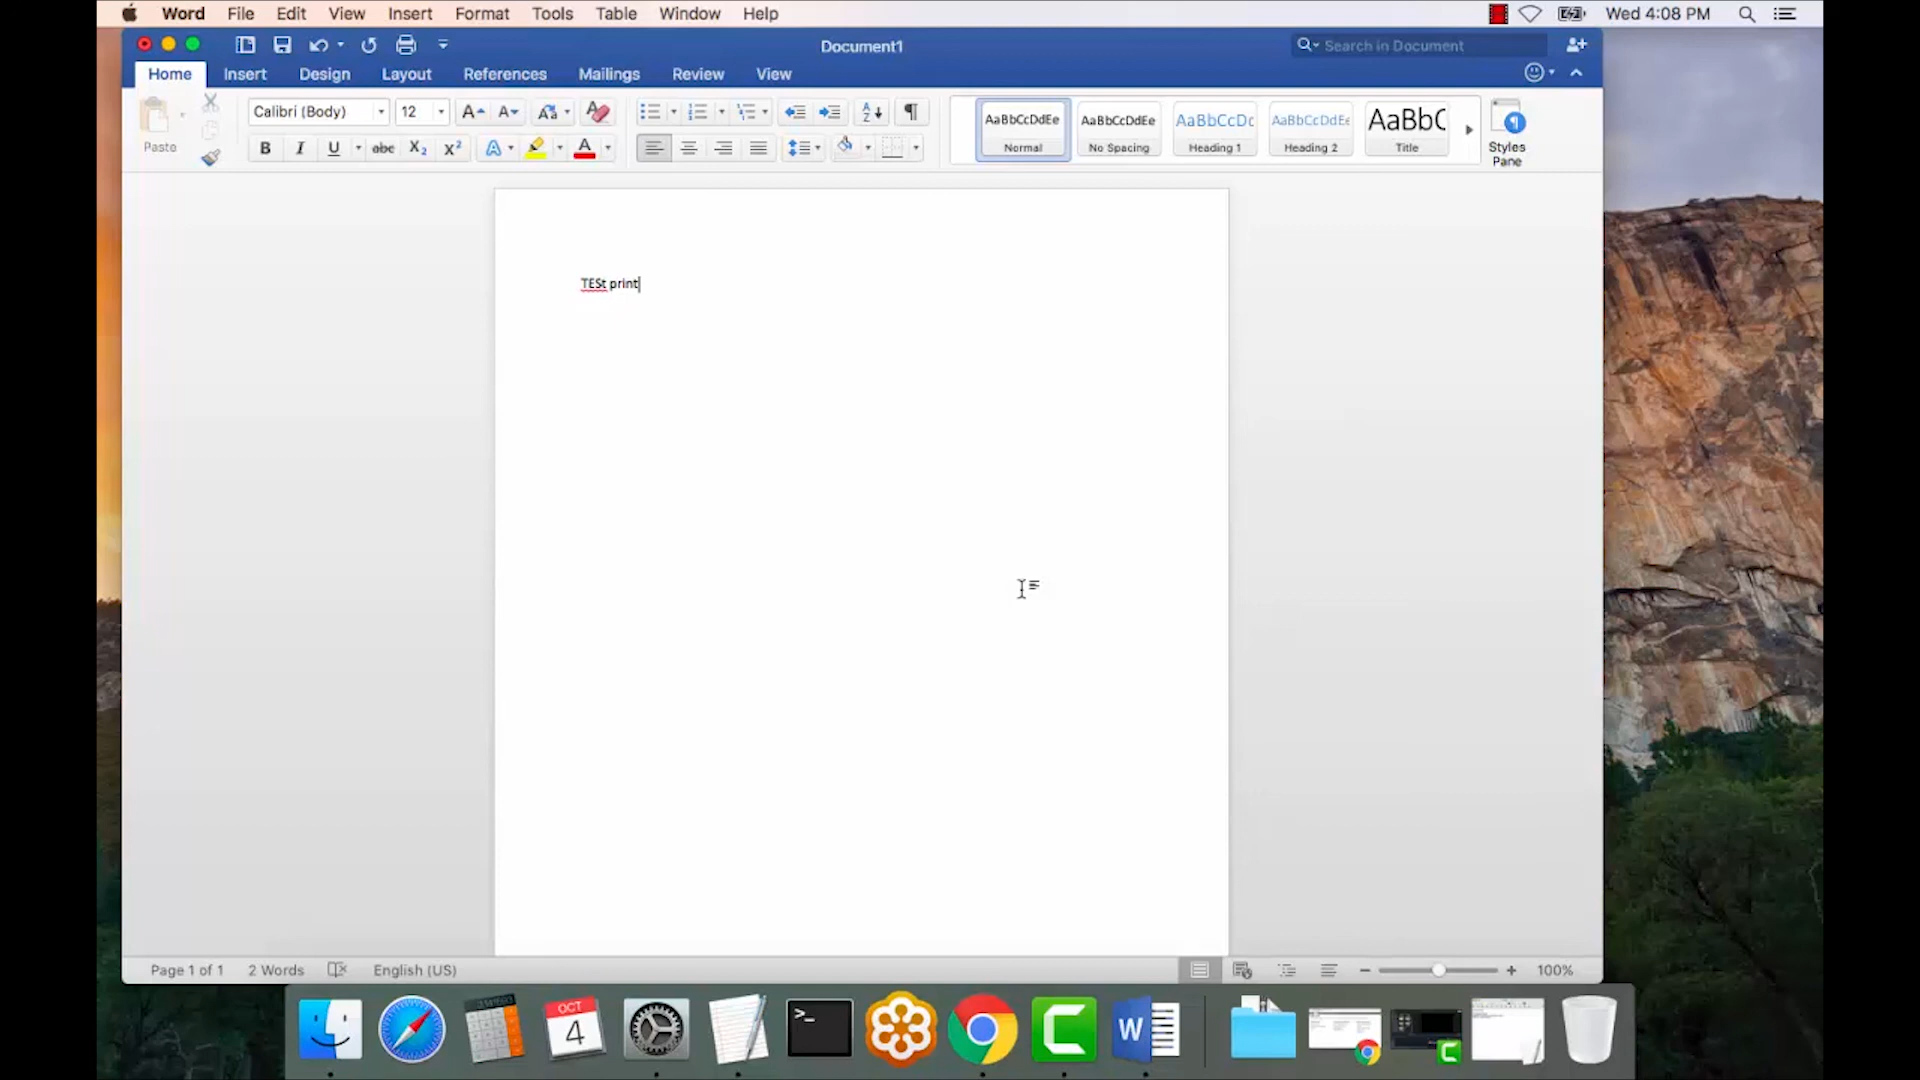 Word File Edit View Insert Format Tools Table Window Help Wed 4:08 PM
Document1
Search in Document
Home Insert Design Layout References Mailings Review View
Calibri (Body) 12
Paste
AaBbCcDdEe Normal
AaBbCcDdEe No Spacing
AaBbCcDc Heading 1
AaBbCcDdEe Heading 2
AaBbC Title
Styles Pane
TESt print
Page 1 of 1 2 Words English (US) 100%
OCT
4